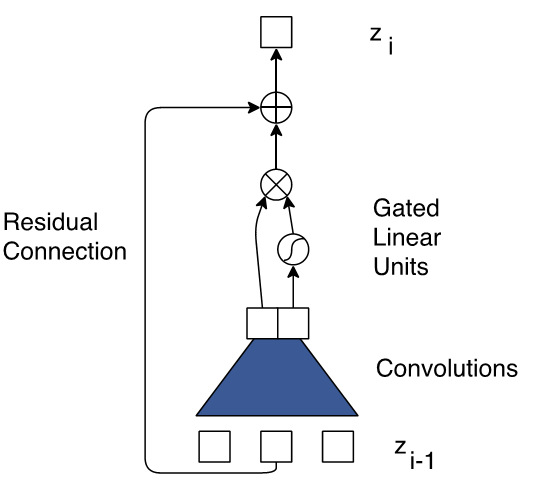 z i
Residual
Connection
Gated
Linear
Units
Convolutions
z i-1